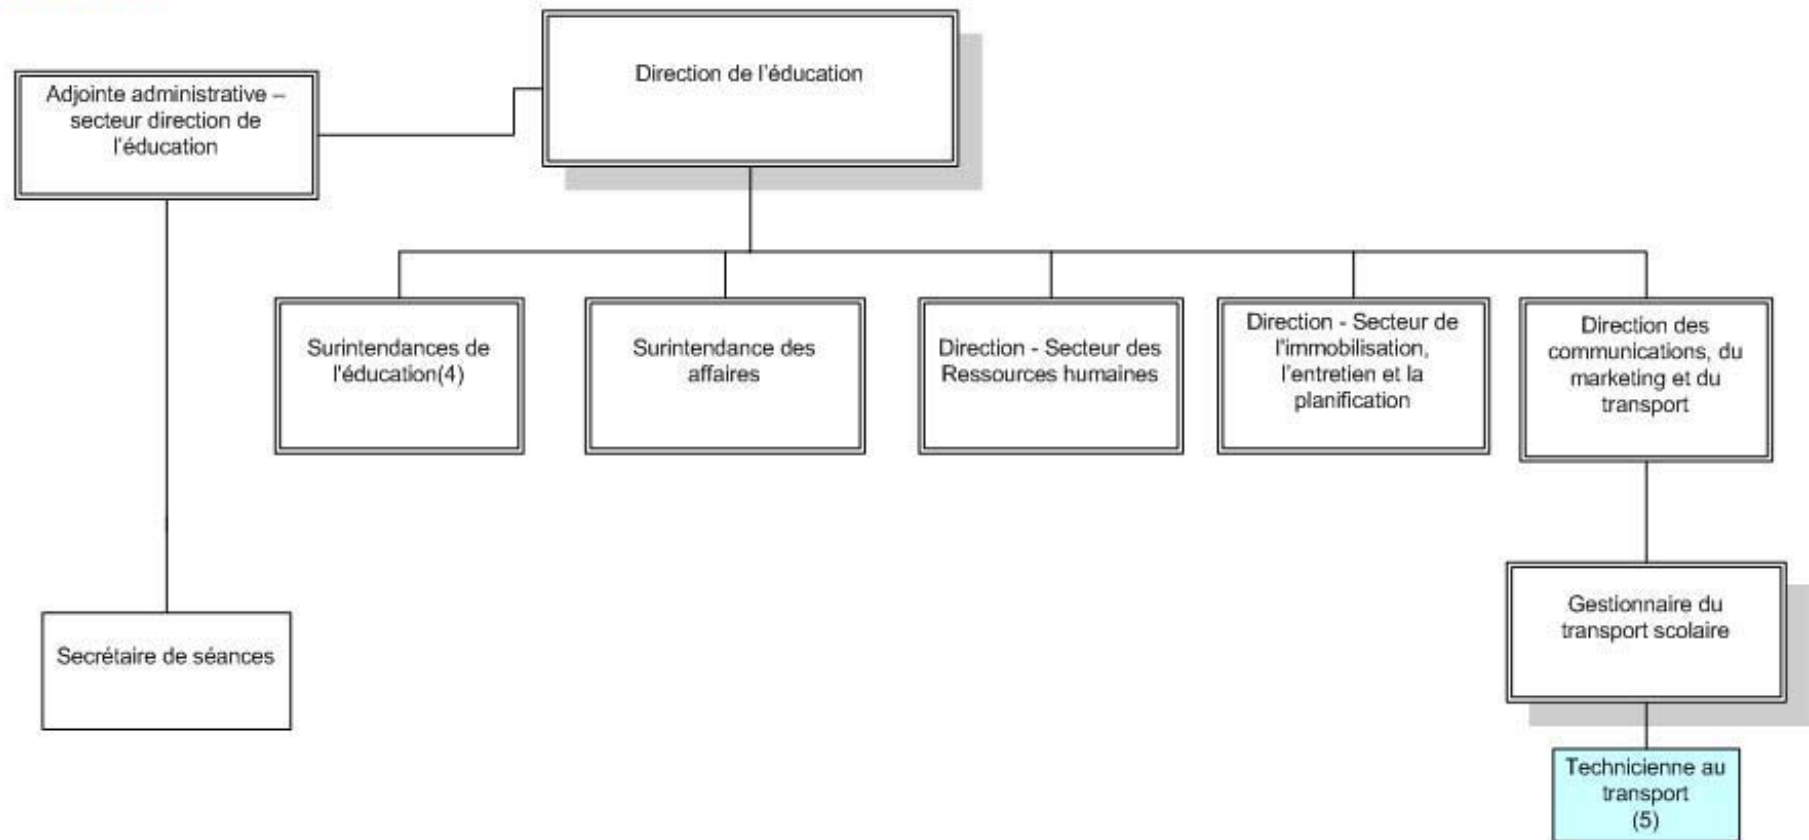 Direction de l'éducation
Adjointe administrative –
secteur direction de
l'éducation
Surintendances de
l'éducation(4)
Surintendance des
affaires
Direction - Secteur des
Ressources humaines
Direction - Secteur de
l'immobilisation,
l'entretien et la
planification
Direction des
communications, du
marketing et du
transport
Secrétaire de séances
Gestionnaire du
transport scolaire
Technicienne au
transport
(5)